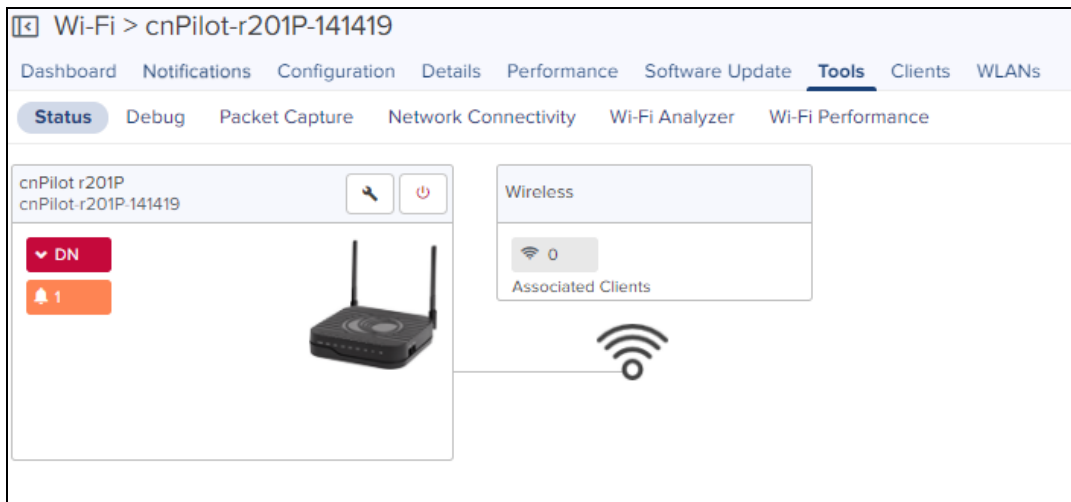 Wi-Fi > cnPilot-r201P-141419
Dashboard Notifications Configuration Details Performance Software Update Tools Clients WLANs
Status Debug Packet Capture Network Connectivity Wi-Fi Analyzer Wi-Fi Performance
cnPilot r201P
cnPilot-r201P-141419
DN
1
Wireless
0
Associated Clients